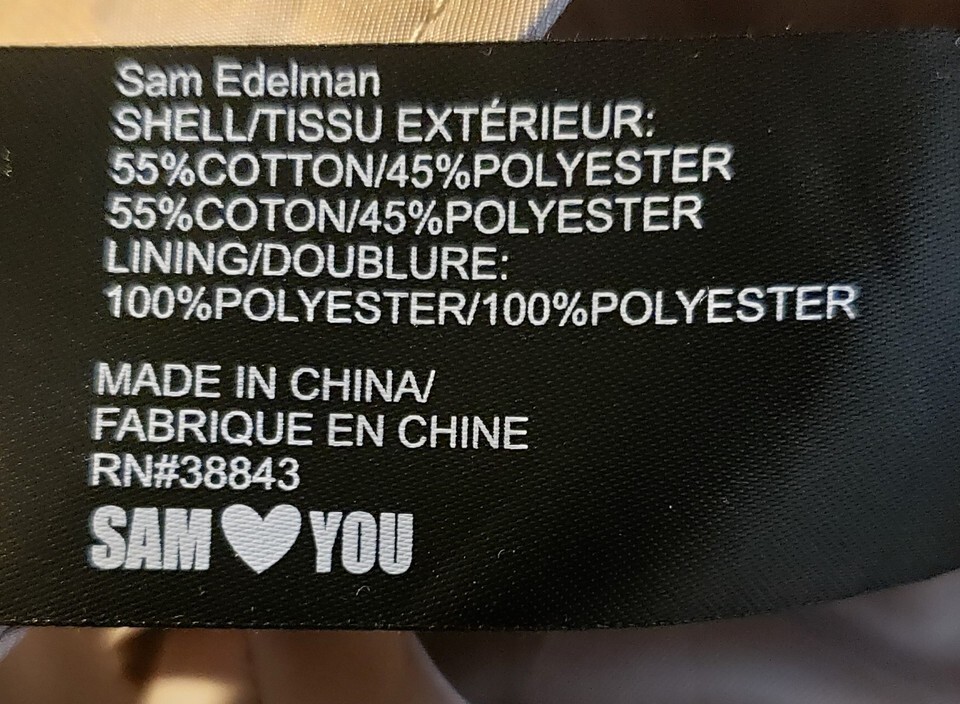 Sam Edelman
SHELL/TISSU EXTÉRIEUR:
55%COTTON/45%POLYESTER
55%COTON/45%POLYESTER
LINING/DOUBLURE:
100%POLYESTER/100%POLYESTER
MADE IN CHINA/
FABRIQUE EN CHINE
RN#38843
SAM♥YOU